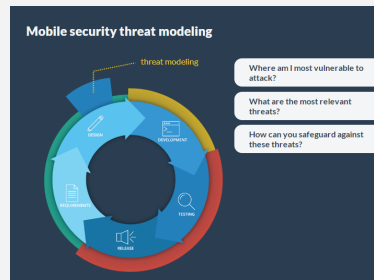 Mobile security threat modeling
threat modeling
Where am I most vulnerable to
attack?
What are the most relevant
threats?
How can you safeguard against
these threats?
DESIGN
DEVELOPMENT
TESTING
RELEASE
REQUIREMENTS